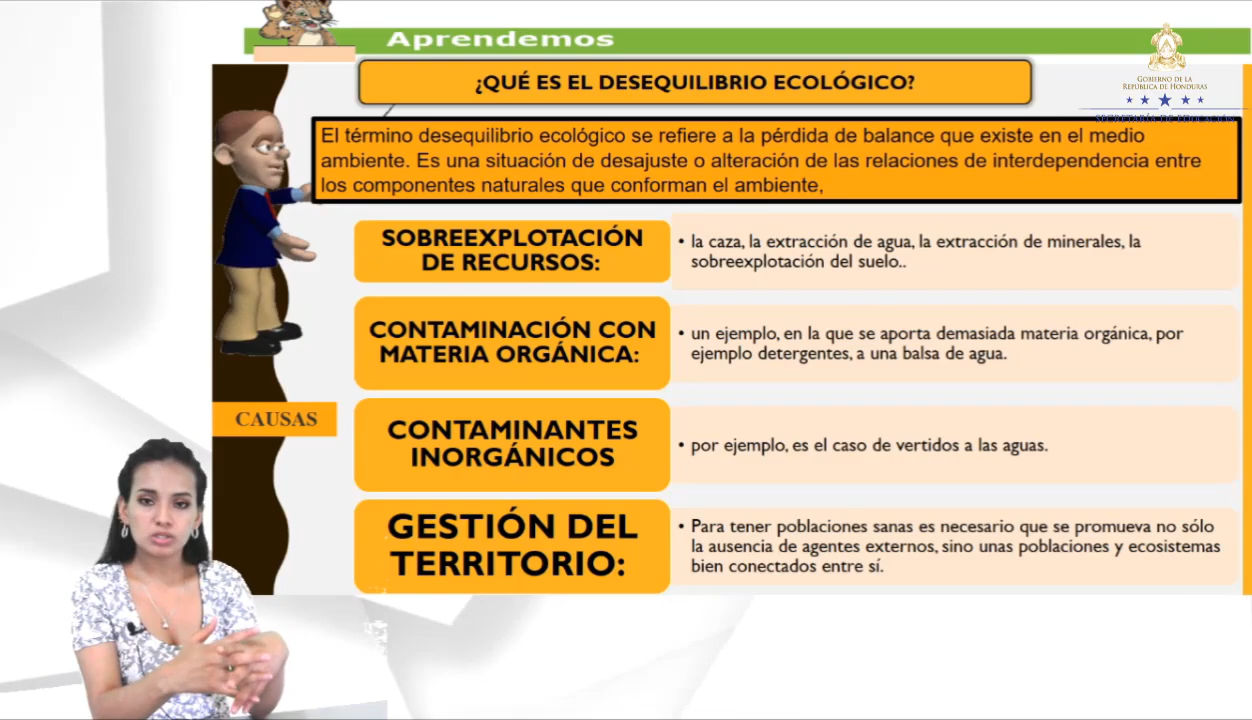 Aprendemos
GOBIERNO DE LA
REPÚBLICA DE HONDURAS
SECRETARÍA DE EDUCACIÓN
¿QUÉ ES EL DESEQUILIBRIO ECOLÓGICO?
El término desequilibrio ecológico se refiere a la pérdida de balance que existe en el medio
ambiente. Es una situación de desajuste o alteración de las relaciones de interdependencia entre
los componentes naturales que conforman el ambiente,
CAUSAS
SOBREEXPLOTACIÓN
DE RECURSOS:
• la caza, la extracción de agua, la extracción de minerales, la
sobreexplotación del suelo..
CONTAMINACIÓN CON
MATERIA ORGÁNICA:
• un ejemplo, en la que se aporta demasiada materia orgánica, por
ejemplo detergentes, a una balsa de agua.
CONTAMINANTES
INORGÁNICOS
• por ejemplo, es el caso de vertidos a las aguas.
GESTIÓN DEL
TERRITORIO:
• Para tener poblaciones sanas es necesario que se promueva no sólo
la ausencia de agentes externos, sino unas poblaciones y ecosistemas
bien conectados entre sí.